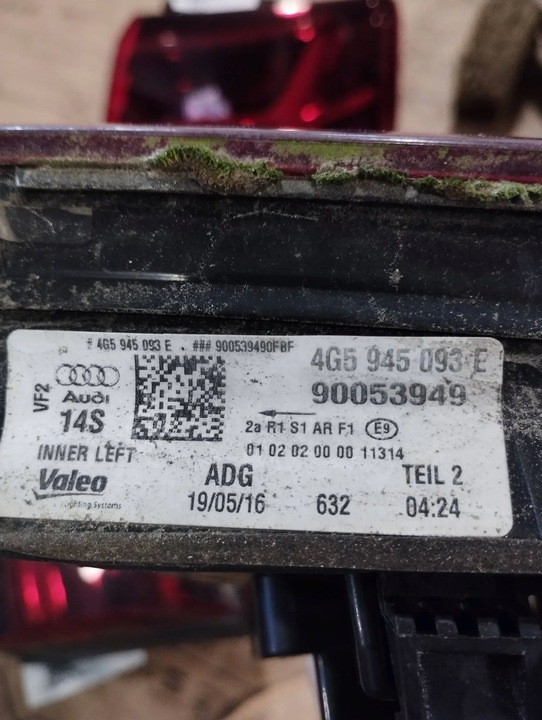 # 4G5 945 093 E . ### 900539490FBF
4G5 945 093 E
90053949
VF2
Audi
14S
2a R1 S1 AR F1 E9
01 02 02 00 00 11314
INNER LEFT
Valeo
Lighting Systems
ADG
TEIL 2
19/05/16 632 04:24